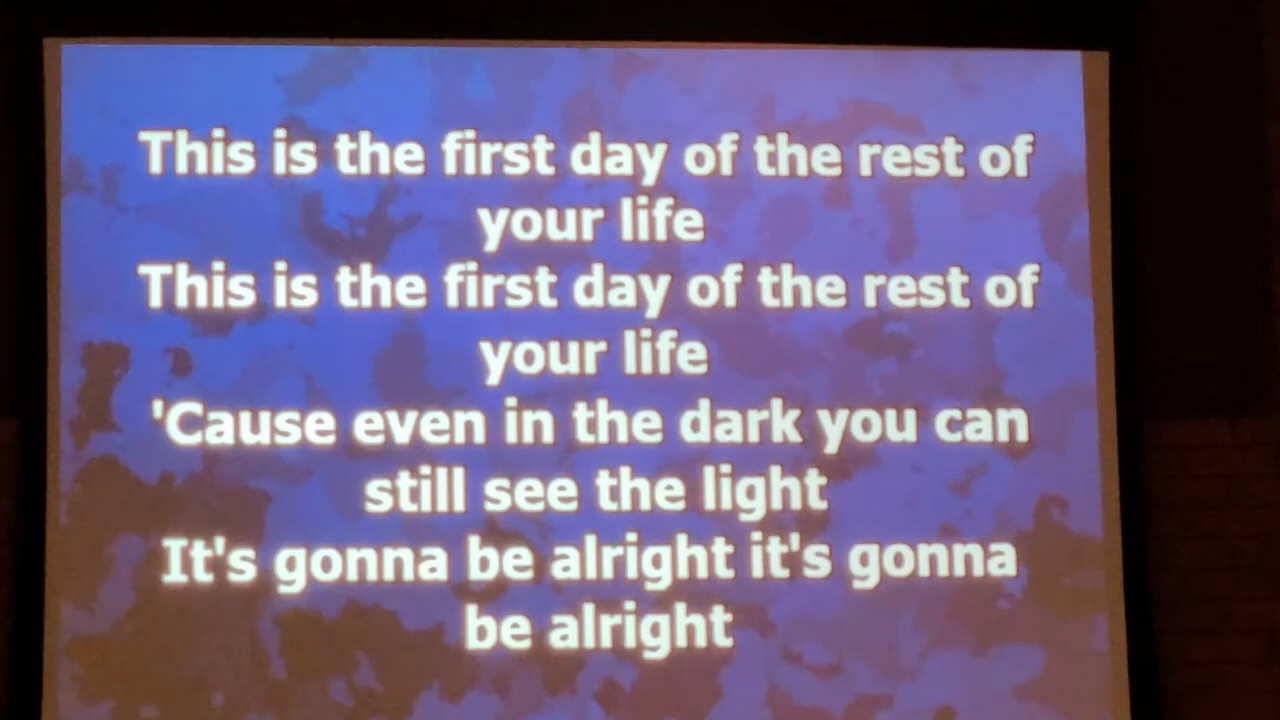 This is the first day of the rest of
your life
This is the first day of the rest of
your life
'Cause even in the dark you can
still see the light
It's gonna be alright it's gonna
be alright